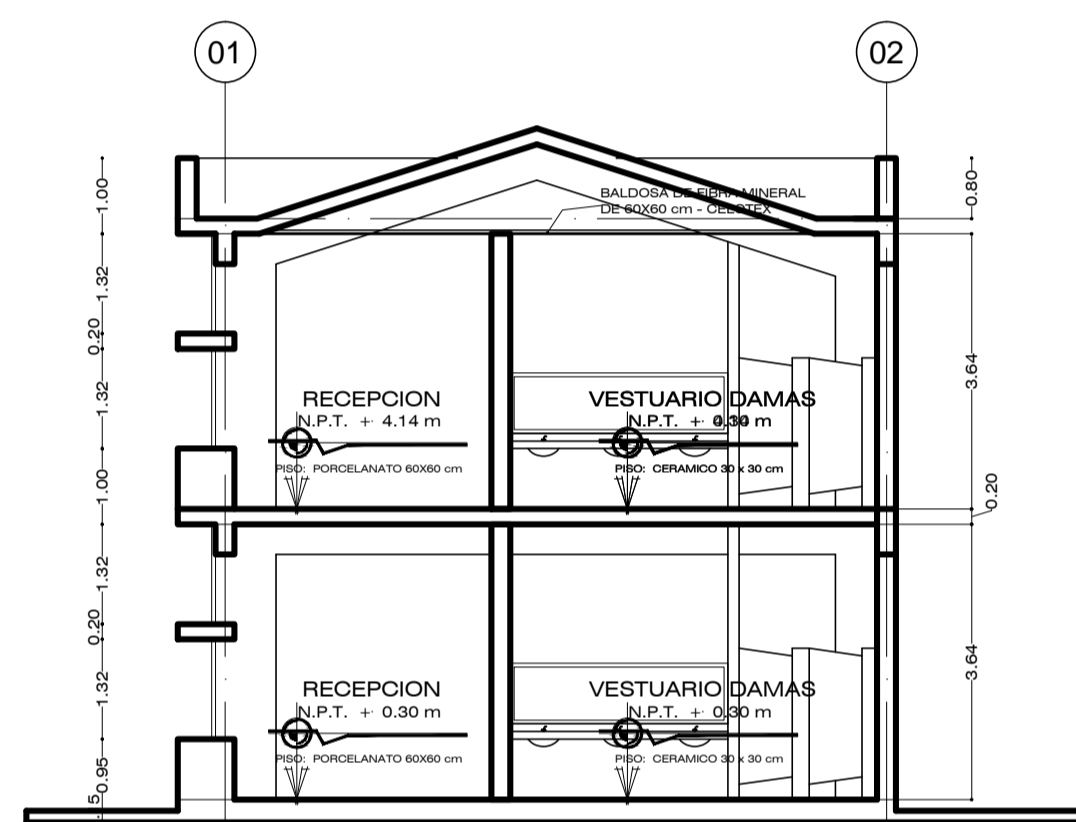 01
02
1.00
0.80
BALDOSA DE FIBRA MINERAL
DE 60X60 cm - CELOTEX
1.32
0.20
3.64
1.32
RECEPCION
VESTUARIO DAMAS
N.P.T. + 4.14 m
N.P.T. +
PISO: PORCELANATO 60X60 cm
PISO: CERAMICO 30 x 30 cm
1.00
0.20
1.32
0.20
3.64
1.32
RECEPCION
VESTUARIO DAMAS
N.P.T. + 0.30 m
N.P.T. + 0.30 m
PISO: PORCELANATO 60X60 cm
PISO: CERAMICO 30 x 30 cm
0.95